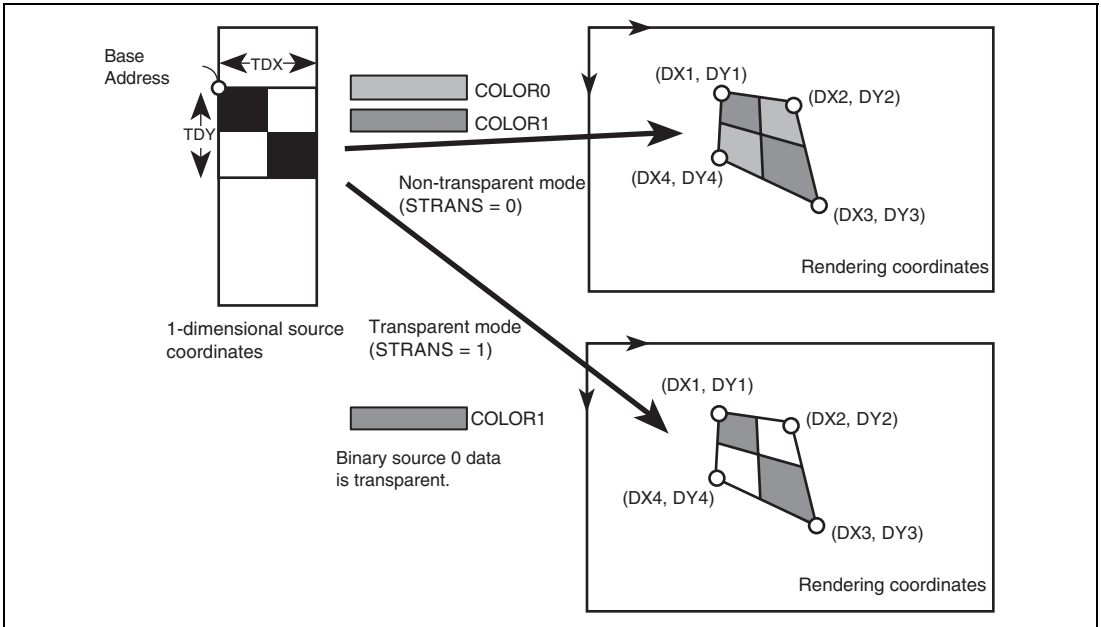 Base
Address
TDX
TDY
COLOR0
COLOR1
Non-transparent mode
(STRANS = 0)
(DX1, DY1)
(DX2, DY2)
(DX4, DY4)
(DX3, DY3)
Rendering coordinates
1-dimensional source
coordinates
Transparent mode
(STRANS = 1)
COLOR1
Binary source 0 data
is transparent.
(DX1, DY1)
(DX2, DY2)
(DX4, DY4)
(DX3, DY3)
Rendering coordinates